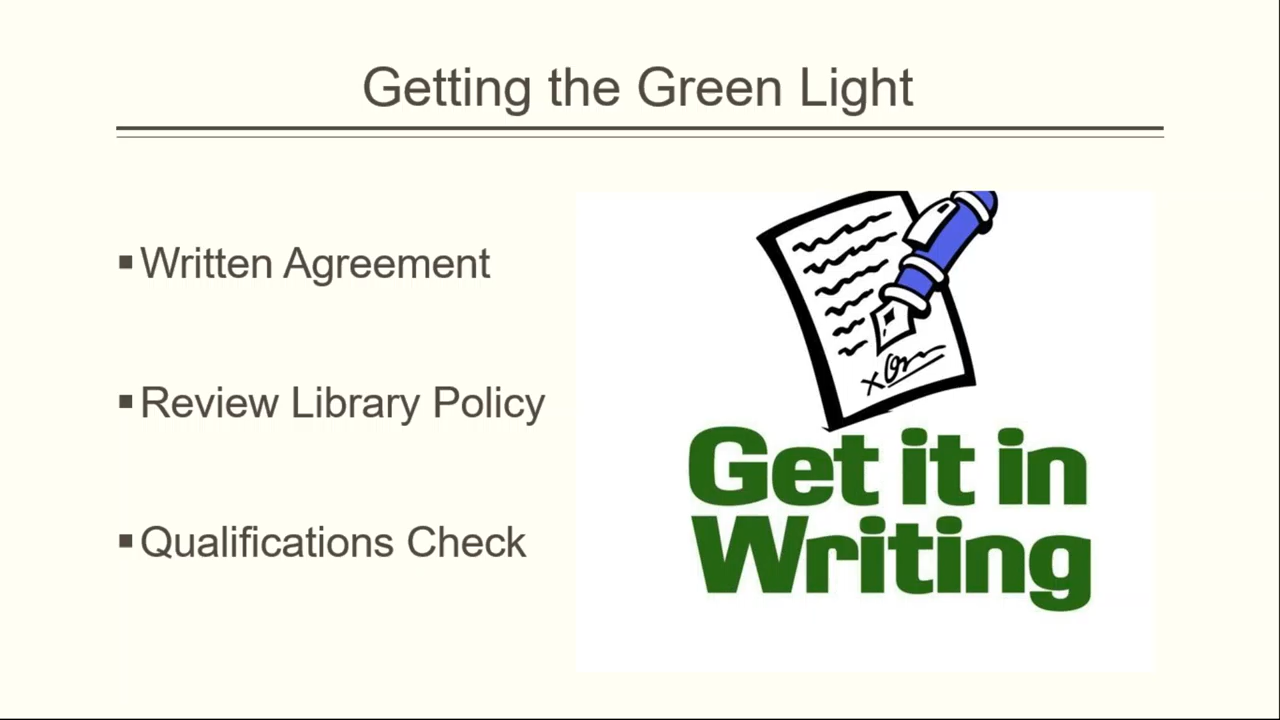 Getting the Green Light
▪Written Agreement
▪Review Library Policy
▪Qualifications Check
Get it in
Writing